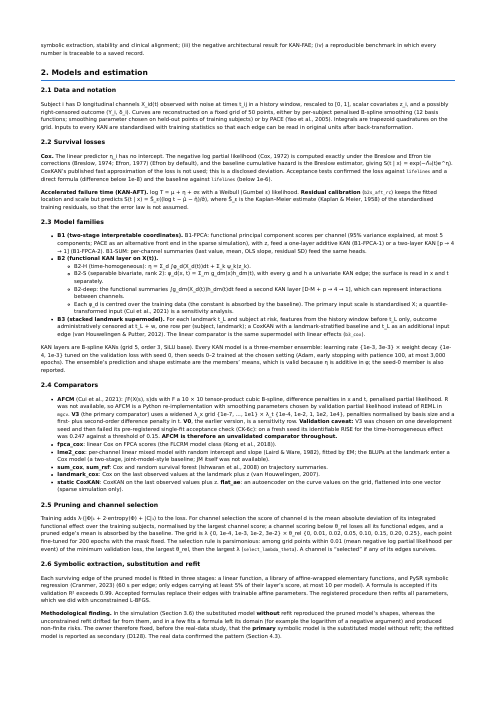 symbolic extraction, stability and clinical alignment; (iii) the negative architectural result for KAN-FAE; (iv) a reproducible benchmark in which every
number is traceable to a saved record.
2. Models and estimation
2.1 Data and notation
Subject i has D longitudinal channels X_id(t) observed with noise at times t_ij in a history window, rescaled to [0, 1], scalar covariates z_i, and a possibly
right-censored outcome (Y_i, δ_i). Curves are reconstructed on a fixed grid of 50 points, either by per-subject penalised B-spline smoothing (12 basis
functions; smoothing parameter chosen on held-out points of training subjects) or by PACE (Yao et al., 2005). Integrals are trapezoid quadratures on the
grid. Inputs to every KAN are standardised with training statistics so that each edge can be read in original units after back-transformation.
2.2 Survival losses
Cox. The linear predictor η_i has no intercept. The negative log partial likelihood (Cox, 1972) is computed exactly under the Breslow and Efron tie
corrections (Breslow, 1974; Efron, 1977) (Efron by default), and the baseline cumulative hazard is the Breslow estimator, giving S(t | x) = exp(−Λ̂₀(t)e^η).
CoxKAN's published fast approximation of the loss is not used; this is a disclosed deviation. Acceptance tests confirmed the loss against lifelines and a
direct formula (difference below 1e-8) and the baseline against lifelines (below 1e-6).
Accelerated failure time (KAN-AFT). log T = μ + η + σε with a Weibull (Gumbel ε) likelihood. Residual calibration (b2s_aft_rc) keeps the fitted
location and scale but predicts S(t | x) = Ŝ_ε((log t − μ̂ − η̂)/σ̂), where Ŝ_ε is the Kaplan–Meier estimate (Kaplan & Meier, 1958) of the standardised
training residuals, so that the error law is not assumed.
2.3 Model families
• B1 (two-stage interpretable coordinates). B1-FPCA: functional principal component scores per channel (95% variance explained, at most 5
components; PACE as an alternative front end in the sparse simulation), with z, feed a one-layer additive KAN (B1-FPCA-1) or a two-layer KAN [p → 4
→ 1] (B1-FPCA-2). B1-SUM: per-channel summaries (last value, mean, OLS slope, residual SD) feed the same heads.
• B2 (functional KAN layer on X(t)).
◦ B2-H (time-homogeneous): η = Σ_d ∫φ_d(X_d(t))dt + Σ_k ψ_k(z_k).
◦ B2-S (separable bivariate, rank 2): φ_d(x, t) = Σ_m g_dm(x)h_dm(t), with every g and h a univariate KAN edge; the surface is read in x and t
separately.
◦ B2-deep: the functional summaries ∫g_dm(X_d(t))h_dm(t)dt feed a second KAN layer [D·M + p → 4 → 1], which can represent interactions
between channels.
◦ Each φ_d is centred over the training data (the constant is absorbed by the baseline). The primary input scale is standardised X; a quantile-
transformed input (Cui et al., 2021) is a sensitivity analysis.
• B3 (stacked landmark supermodel). For each landmark t_L and subject at risk, features from the history window before t_L only, outcome
administratively censored at t_L + w, one row per (subject, landmark); a CoxKAN with a landmark-stratified baseline and t_L as an additional input
edge (van Houwelingen & Putter, 2012). The linear comparator is the same supermodel with linear effects
KAN layers are B-spline KANs (grid 5, order 3, SiLU base). Every KAN model is a three-member ensemble: learning rate {1e-3, 3e-3} × weight decay {1e-
4, 1e-3} tuned on the validation loss with seed 0, then seeds 0–2 trained at the chosen setting (Adam, early stopping with patience 100, at most 3,000
epochs). The ensemble's prediction and shape estimate are the members' means, which is valid because η is additive in φ; the seed-0 member is also
reported.
2.4 Comparators
• AFCM (Cui et al., 2021): ∫F(X(s), s)ds with F a 10 × 10 tensor-product cubic B-spline, difference penalties in x and t, penalised partial likelihood. R
was not available, so AFCM is a Python re-implementation with smoothing parameters chosen by validation partial likelihood instead of REML in
mgcv. V3 (the primary comparator) uses a widened λ_x grid {1e-7, ..., 1e1} × λ_t {1e-4, 1e-2, 1, 1e2, 1e4}, penalties normalised by basis size and a
first- plus second-order difference penalty in t; V0, the earlier version, is a sensitivity row. Validation caveat: V3 was chosen on one development
seed and then failed its pre-registered single-fit acceptance check (CK-6c): on a fresh seed its identifiable RISE for the time-homogeneous effect
was 0.247 against a threshold of 0.15. AFCM is therefore an unvalidated comparator throughout.
• fpca_cox: linear Cox on FPCA scores (the FLCRM model class (Kong et al., 2018)).
• lme2_cox: per-channel linear mixed model with random intercept and slope (Laird & Ware, 1982), fitted by EM; the BLUPs at the landmark enter a
Cox model (a two-stage, joint-model-style baseline; JM itself was not available).
• sum_cox, sum_rsf: Cox and random survival forest (Ishwaran et al., 2008) on trajectory summaries.
• landmark_cox: Cox on the last observed values at the landmark plus z (van Houwelingen, 2007).
• static CoxKAN: CoxKAN on the last observed values plus z. flat_ae: an autoencoder on the curve values on the grid, flattened into one vector
(sparse simulation only).
2.5 Pruning and channel selection
Training adds λ·(|Φ|₁ + 2·entropy(Φ) + |C|₁) to the loss. For channel selection the score of channel d is the mean absolute deviation of its integrated
functional effect over the training subjects, normalised by the largest channel score; a channel scoring below θ_rel loses all its functional edges, and a
pruned edge's mean is absorbed by the baseline. The grid is λ {0, 1e-4, 1e-3, 1e-2, 3e-2} × θ_rel {0, 0.01, 0.02, 0.05, 0.10, 0.15, 0.20, 0.25}, each point
fine-tuned for 200 epochs with the mask fixed. The selection rule is parsimonious: among grid points within 0.01 (mean negative log partial likelihood per
event) of the minimum validation loss, the largest θ_rel, then the largest λ (select_lambda_theta). A channel is "selected" if any of its edges survives.
2.6 Symbolic extraction, substitution and refit
Each surviving edge of the pruned model is fitted in three stages: a linear function, a library of affine-wrapped elementary functions, and PySR symbolic
regression (Cranmer, 2023) (60 s per edge; only edges carrying at least 5% of their layer's score, at most 10 per model). A formula is accepted if its
validation R² exceeds 0.99. Accepted formulae replace their edges with trainable affine parameters. The registered procedure then refits all parameters,
which we did with unconstrained L-BFGS.
Methodological finding. In the simulation (Section 3.6) the substituted model without refit reproduced the pruned model's shapes, whereas the
unconstrained refit drifted far from them, and in a few fits a formula left its domain (for example the logarithm of a negative argument) and produced
non-finite risks. The owner therefore fixed, before the real-data study, that the primary symbolic model is the substituted model without refit; the refitted
model is reported as secondary (D128). The real data confirmed the pattern (Section 4.3).